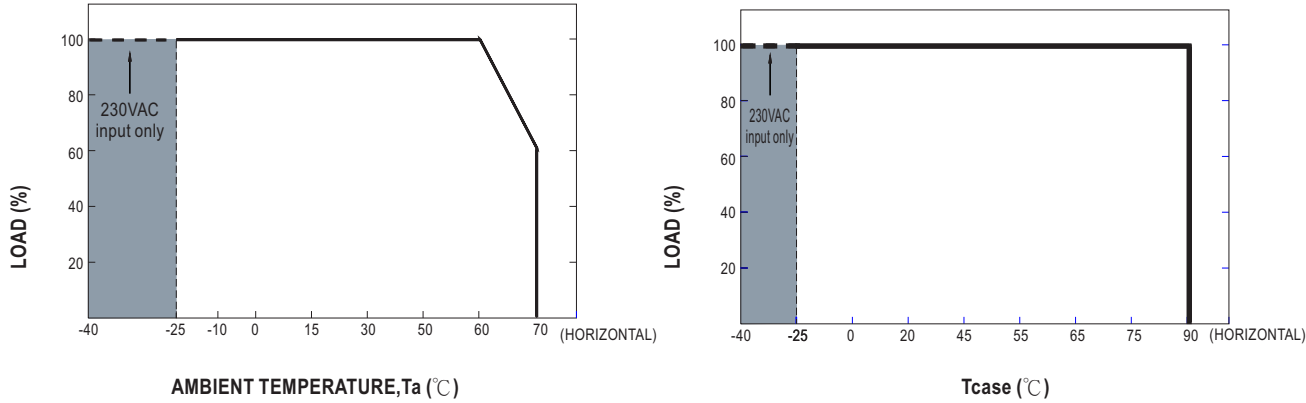 LOAD (%)
100
80
60
40
20
230VAC
input only
-40
-25
-10
0
15
30
50
60
70
(HORIZONTAL)
AMBIENT TEMPERATURE,Ta (℃)
LOAD (%)
100
80
60
40
20
230VAC
input only
-40
-25
0
20
45
55
65
75
90
(HORIZONTAL)
Tcase (℃)